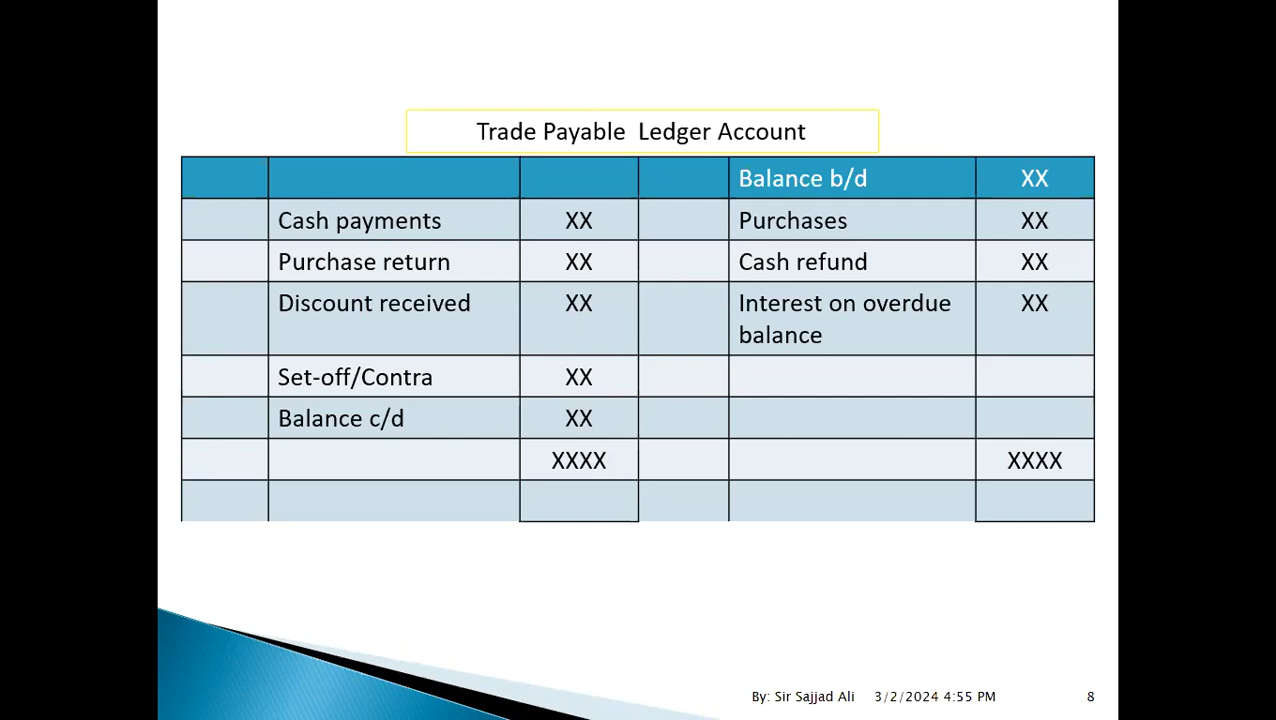 Trade Payable Ledger Account
Balance b/d XX
Cash payments XX Purchases XX
Purchase return XX Cash refund XX
Discount received XX Interest on overdue XX
balance
Set-off/Contra XX
Balance c/d XX
XXXX XXXX
By: Sir Sajjad Ali 3/2/2024 4:55 PM 8